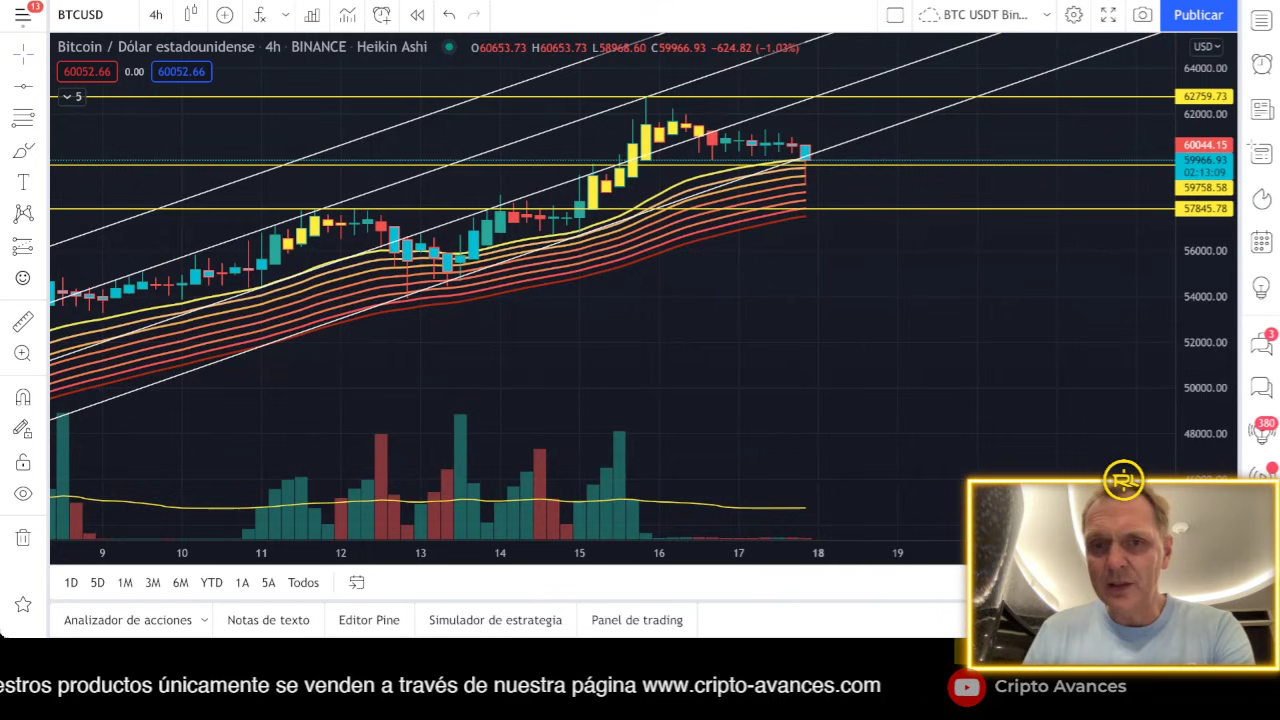 13
BTCUSD
4h
BTC USDT Bin...
Publicar
Bitcoin / Dólar estadounidense · 4h · BINANCE · Heikin Ashi
O60653.73 H60653.73 L58968.60 C59966.93 −624.82 (−1.03%)
USD
60052.66
0.00
60052.66
5
64000.00
62759.73
62000.00
60044.15
59966.93
02:13:09
59758.58
57845.78
56000.00
54000.00
52000.00
50000.00
48000.00
3
380
9
10
11
12
13
14
15
16
17
18
19
1D
5D
1M
3M
6M
YTD
1A
5A
Todos
Analizador de acciones
Notas de texto
Editor Pine
Simulador de estrategia
Panel de trading
estros productos únicamente se venden a través de nuestra página www.cripto-avances.com
Cripto Avances